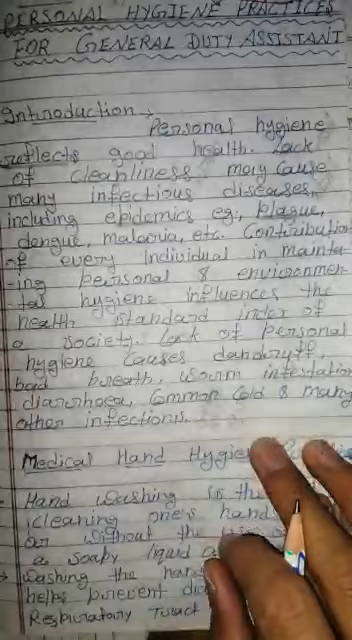 PERSONAL HYGIENE PRACTICES
FOR GENERAL DUTY ASSISTANT
Introduction :
Personal hygiene
reflects good health. Lack
of cleanliness may cause
many infectious diseases,
including epidemics eg, plague,
dengue, malaria, etc. Contribution
of every individual in mainta-
-ing personal & environmen-
tal hygiene influences the
health standard index of
a society. Lack of personal
hygiene causes dandruff,
bad breath, worm infestation
diarrhoea, Common Cold & many
other infections.
Medical Hand Hygiene
Hand Washing is the
cleaning one's hands
or without the
a soapy liquid
Washing the hand
helps prevent
Respiratory Tract